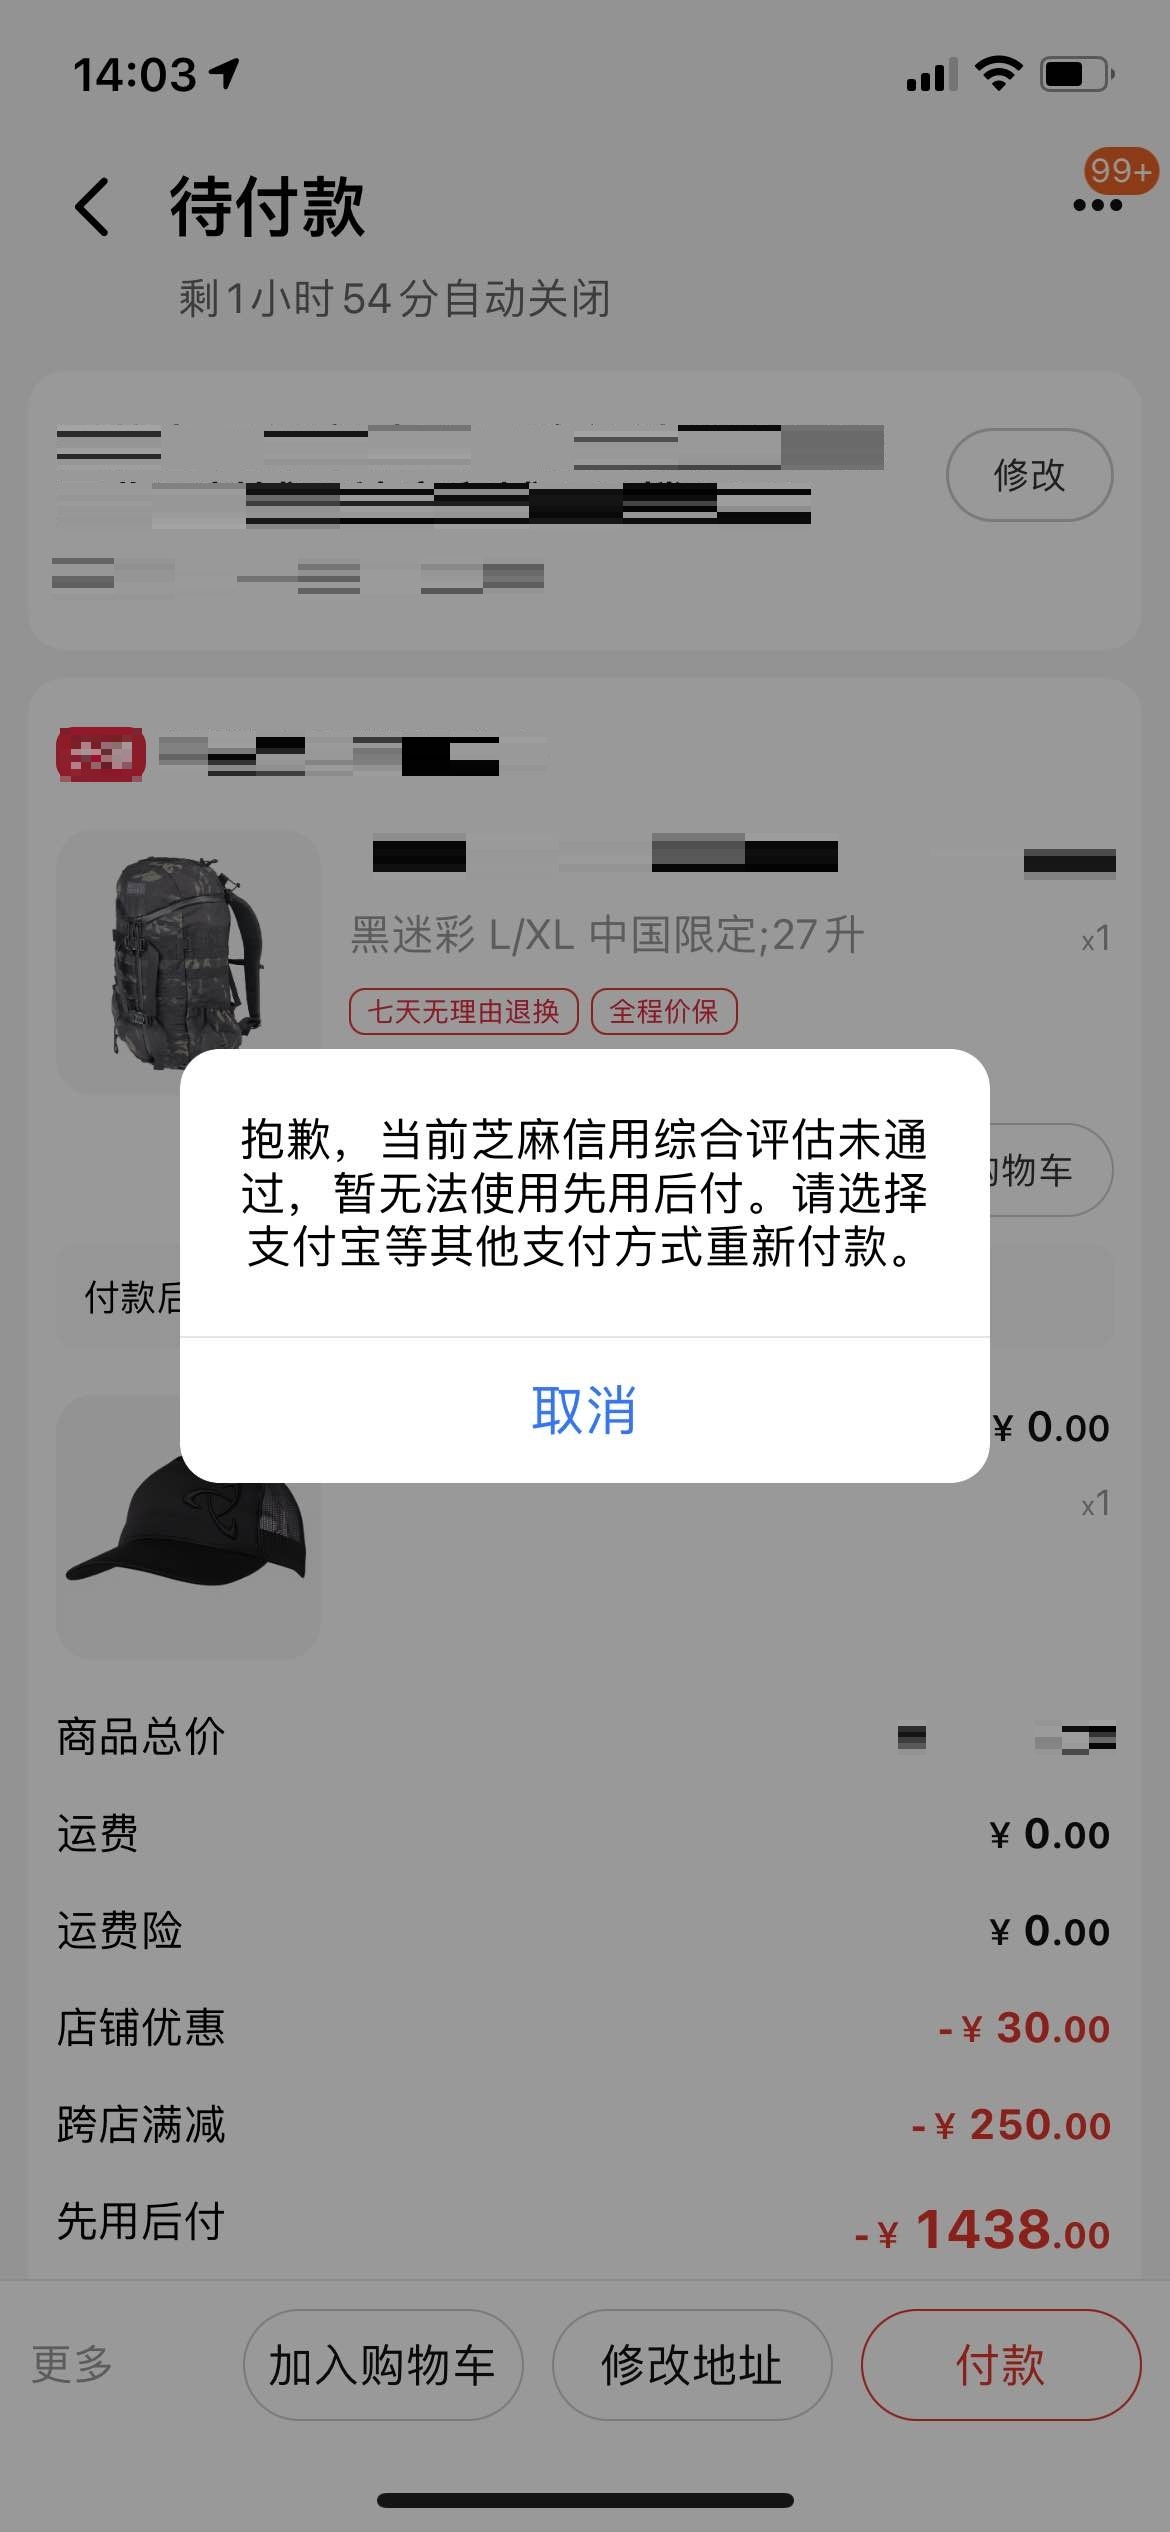 14:03
99+
待付款
剩1小时54分自动关闭
修改
黑迷彩 L/XL 中国限定;27升
x1
七天无理由退换 全程价保
抱歉，当前芝麻信用综合评估未通
过，暂无法使用先用后付。请选择
支付宝等其他支付方式重新付款。
物车
付款后
取消
¥ 0.00
x1
商品总价
运费 ¥ 0.00
运费险 ¥ 0.00
店铺优惠 -¥ 30.00
跨店满减 -¥ 250.00
先用后付 -¥ 1438.00
更多 加入购物车 修改地址 付款